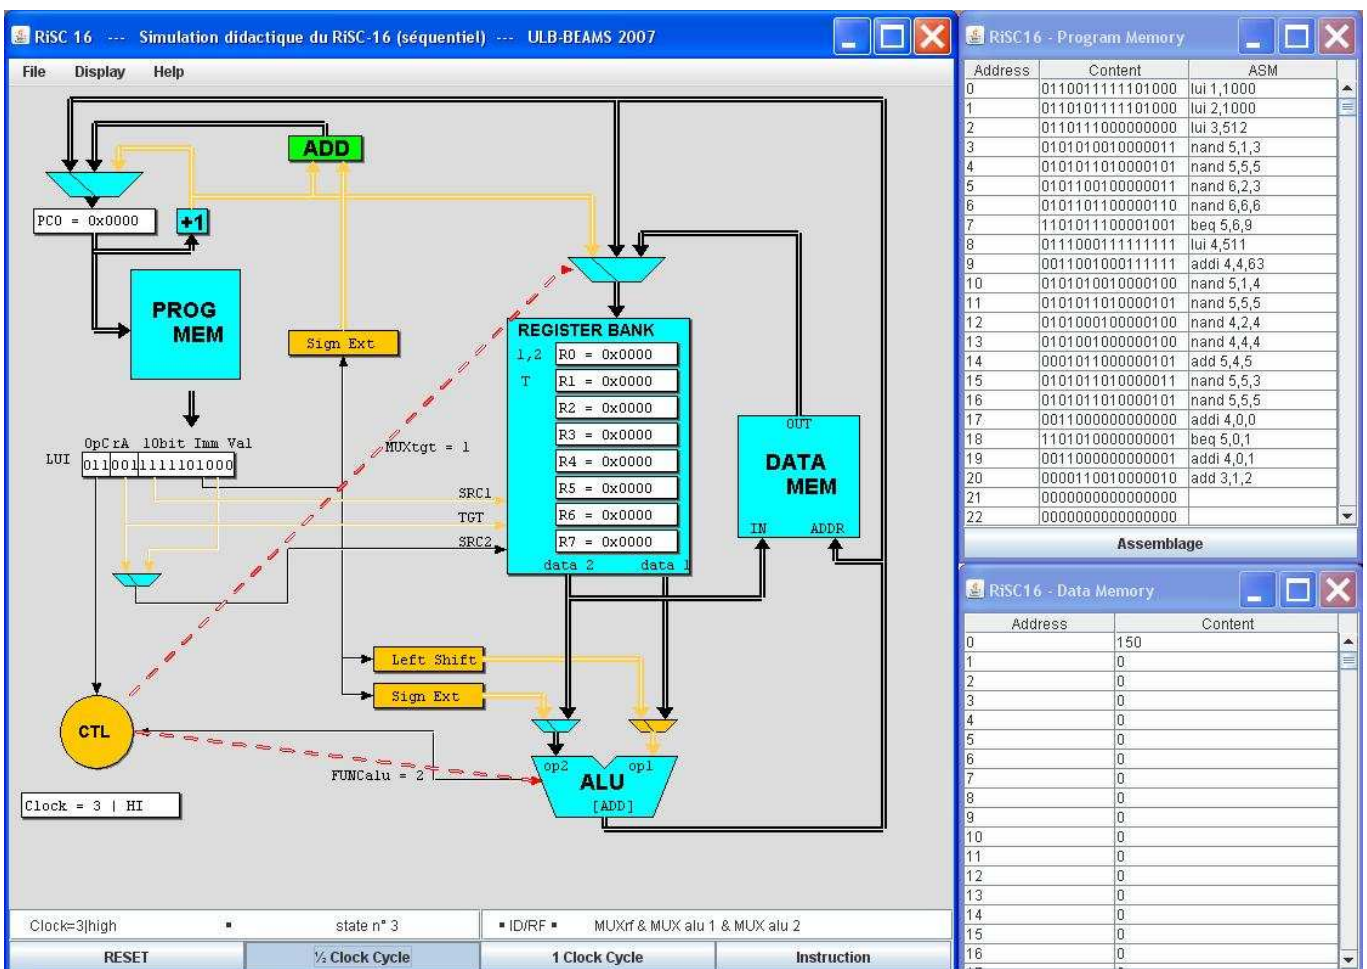 RiSC 16 --- Simulation didactique du RiSC-16 (séquentiel) --- ULB-BEAMS 2007
File Display Help
ADD
PC0 = 0x0000
+1
PROG
MEM
Sign Ext
MUXtgt = 1
OpC rA 10bit Imm Val
LUI 011 001 1111101000
SRC1
TGT
SRC2
REGISTER BANK
1,2 R0 = 0x0000
T R1 = 0x0000
R2 = 0x0000
R3 = 0x0000
R4 = 0x0000
R5 = 0x0000
R6 = 0x0000
R7 = 0x0000
data 2 data 1
OUT
DATA
MEM
IN ADDR
Left Shift
Sign Ext
CTL
FUNCalu = 2
op2 op1
ALU
[ADD]
Clock = 3 | HI
Clock=3|high ▪ state n° 3 ▪ ID/RF ▪ MUXrf & MUX alu 1 & MUX alu 2
RESET ½ Clock Cycle 1 Clock Cycle Instruction
RiSC16 - Program Memory
Address Content ASM
0 0110011111101000 lui 1,1000
1 0110101111101000 lui 2,1000
2 0110111000000000 lui 3,512
3 0101010010000011 nand 5,1,3
4 0101011010000101 nand 5,5,5
5 0101100100000011 nand 6,2,3
6 0101101100000110 nand 6,6,6
7 1101011100001001 beq 5,6,9
8 0111000111111111 lui 4,511
9 0011001000111111 addi 4,4,63
10 0101010010000100 nand 5,1,4
11 0101011010000101 nand 5,5,5
12 0101000100000100 nand 4,2,4
13 0101001000000100 nand 4,4,4
14 0001011000000101 add 5,4,5
15 0101011010000011 nand 5,5,3
16 0101011010000101 nand 5,5,5
17 0011000000000000 addi 4,0,0
18 1101010000000001 beq 5,0,1
19 0011000000000001 addi 4,0,1
20 0000110010000010 add 3,1,2
21 0000000000000000
22 0000000000000000
Assemblage
RiSC16 - Data Memory
Address Content
0 150
1 0
2 0
3 0
4 0
5 0
6 0
7 0
8 0
9 0
10 0
11 0
12 0
13 0
14 0
15 0
16 0